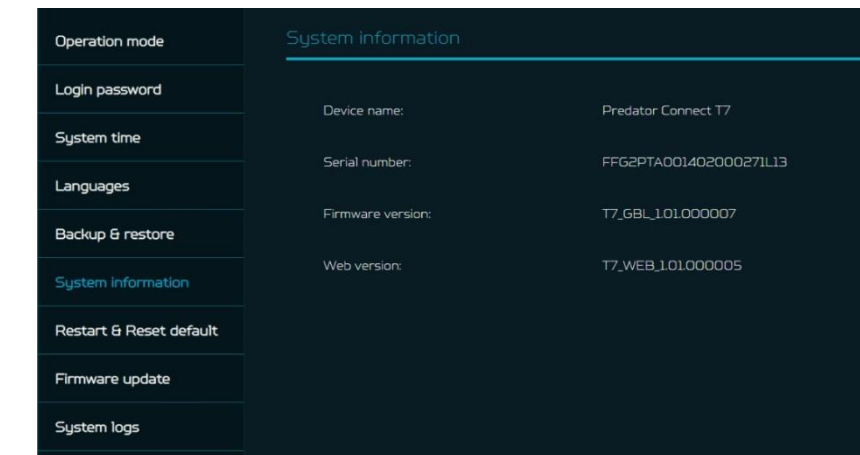 Operation mode
Login password
System time
Languages
Backup & restore
System information
Restart & Reset default
Firmware update
System logs
System information
Device name: Predator Connect T7
Serial number: FFG2PTA001402000271L13
Firmware version: T7_GBL_1.01.000007
Web version: T7_WEB_1.01.000005